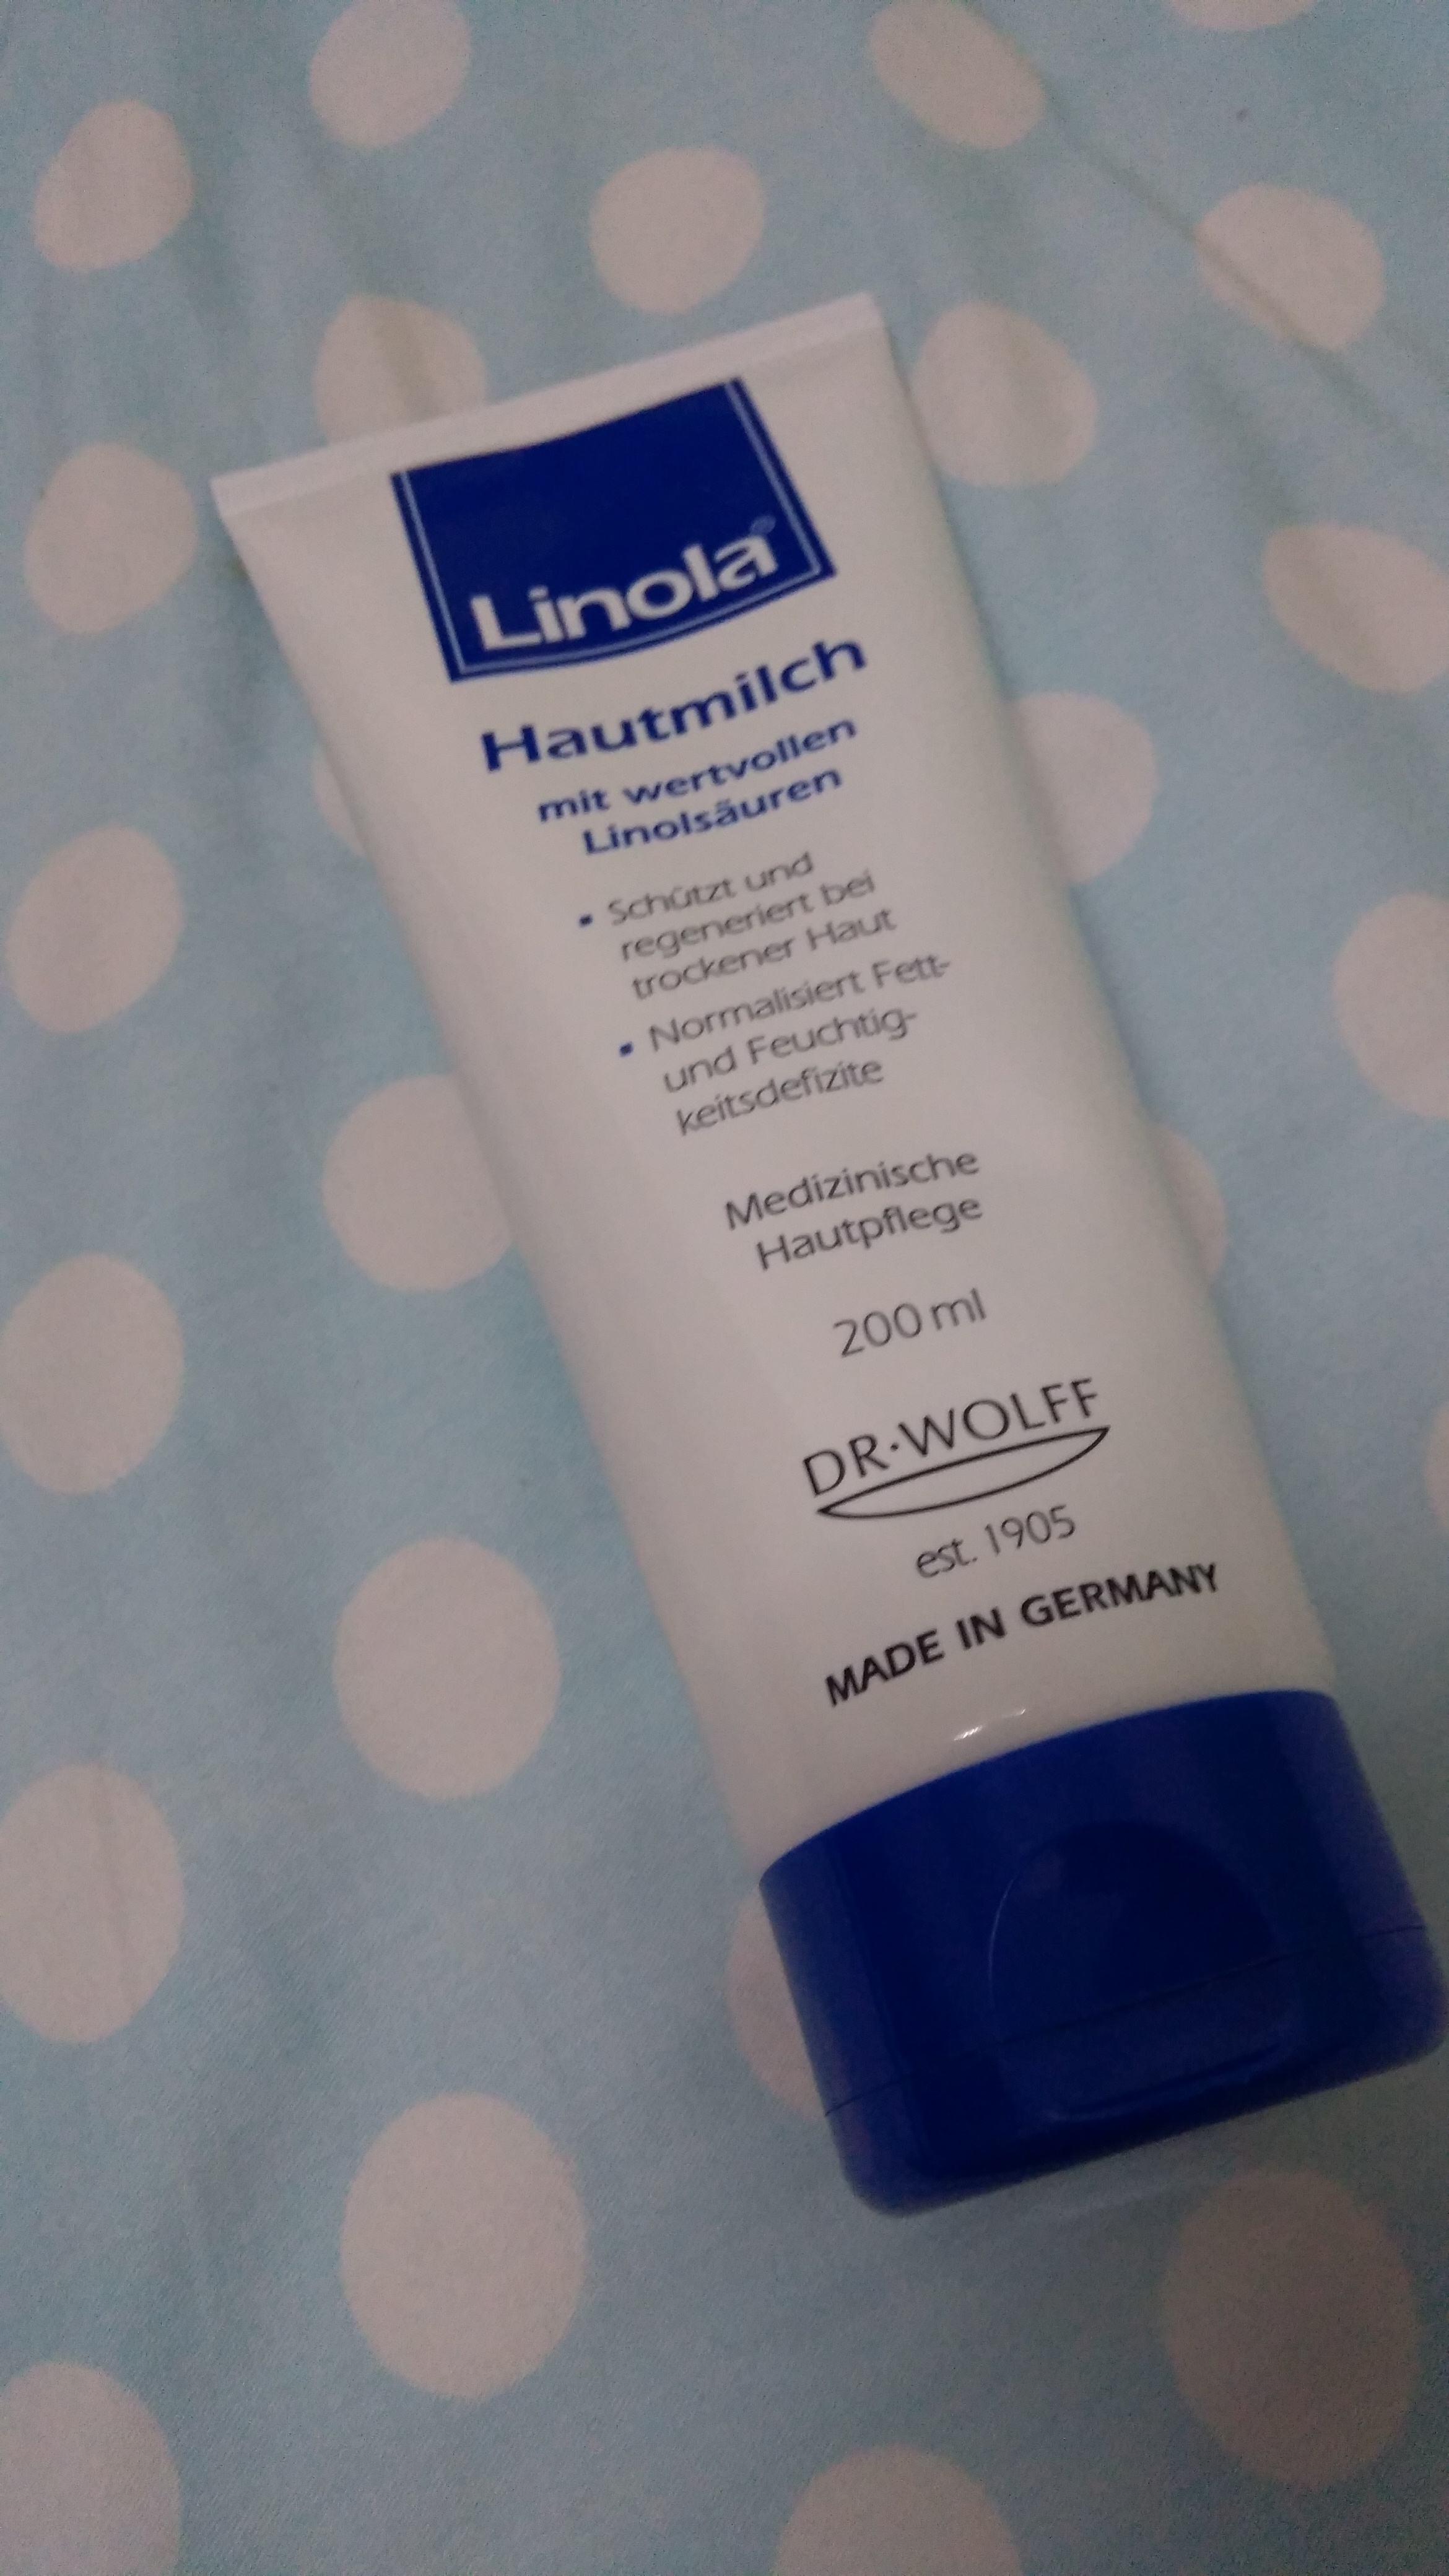 Linola®
Hautmilch
mit wertvollen
Linolsäuren
• Schützt und
regeneriert bei
trockener Haut
• Normalisiert Fett-
und Feuchtig-
keitsdefizite
Medizinische
Hautpflege
200 ml
DR·WOLFF
est. 1905
MADE IN GERMANY